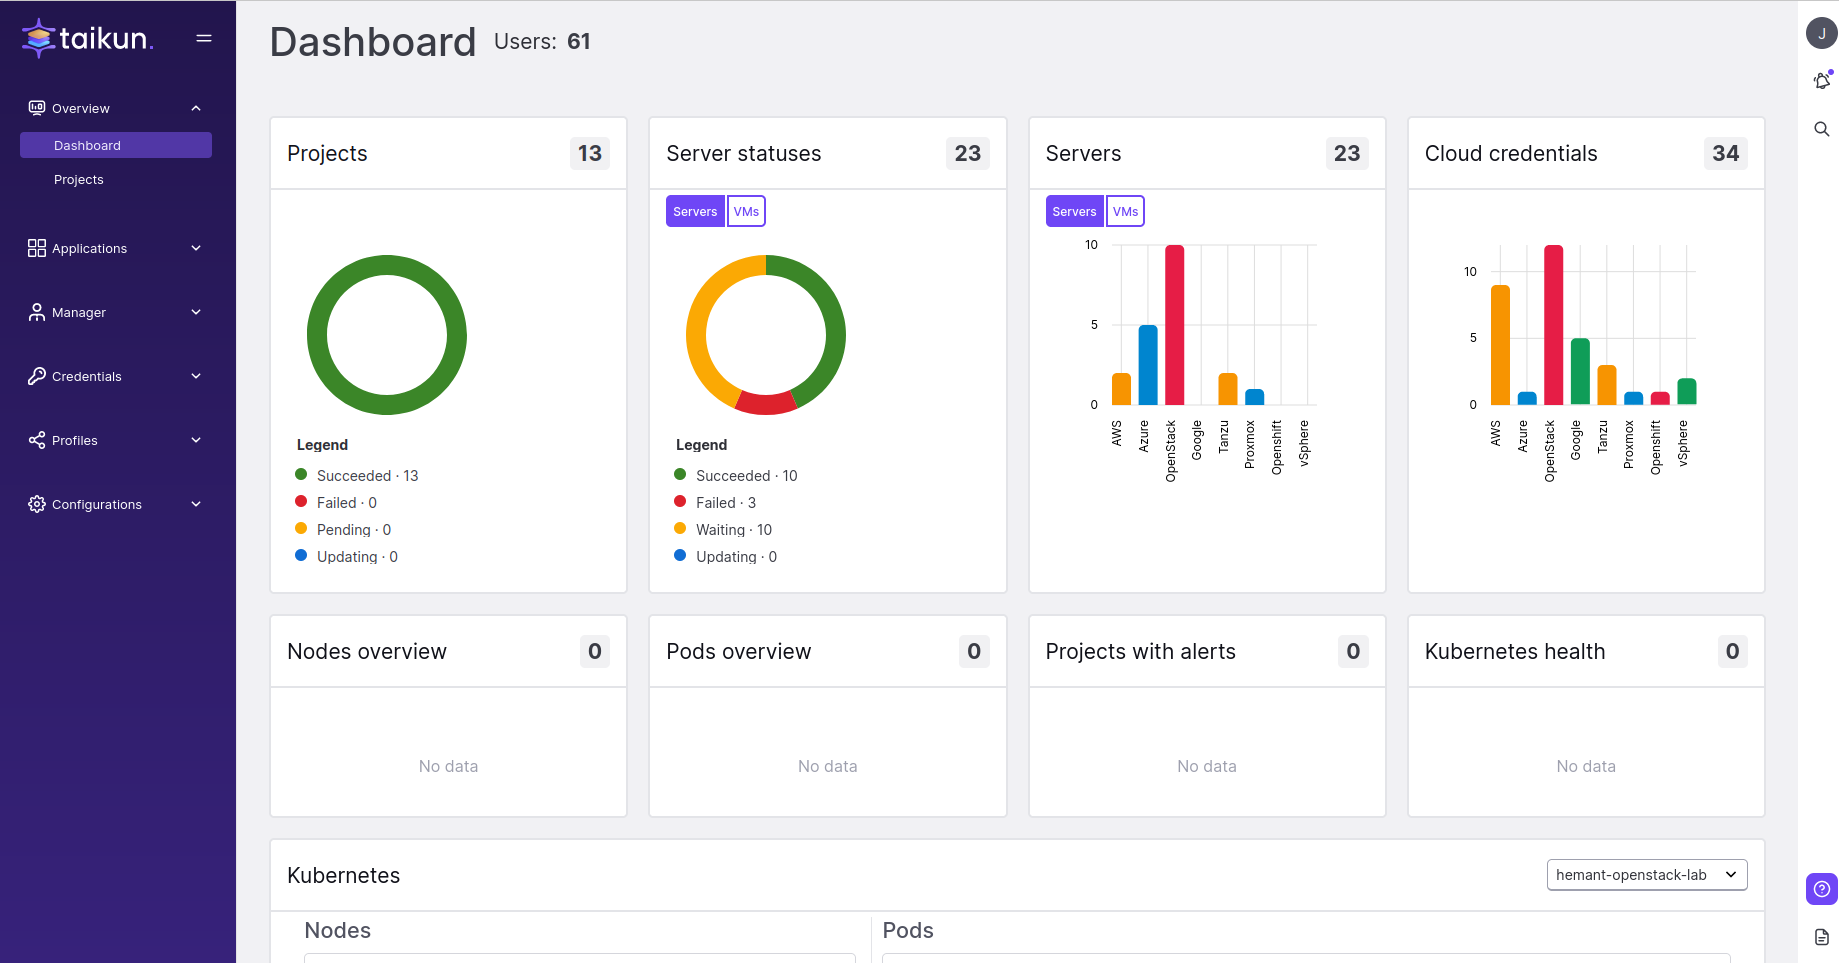 taikun.
Overview
Dashboard
Projects
Applications
Manager
Credentials
Profiles
Configurations
Dashboard Users: 61
J
Projects 13
Legend
Succeeded · 13
Failed · 0
Pending · 0
Updating · 0
Server statuses 23
Servers VMs
Legend
Succeeded · 10
Failed · 3
Waiting · 10
Updating · 0
Servers 23
Servers VMs
10
5
0
AWS
Azure
OpenStack
Google
Tanzu
Proxmox
Openshift
vSphere
Cloud credentials 34
10
5
0
AWS
Azure
OpenStack
Google
Tanzu
Proxmox
Openshift
vSphere
Nodes overview 0
No data
Pods overview 0
No data
Projects with alerts 0
No data
Kubernetes health 0
No data
Kubernetes
hemant-openstack-lab
Nodes
Pods